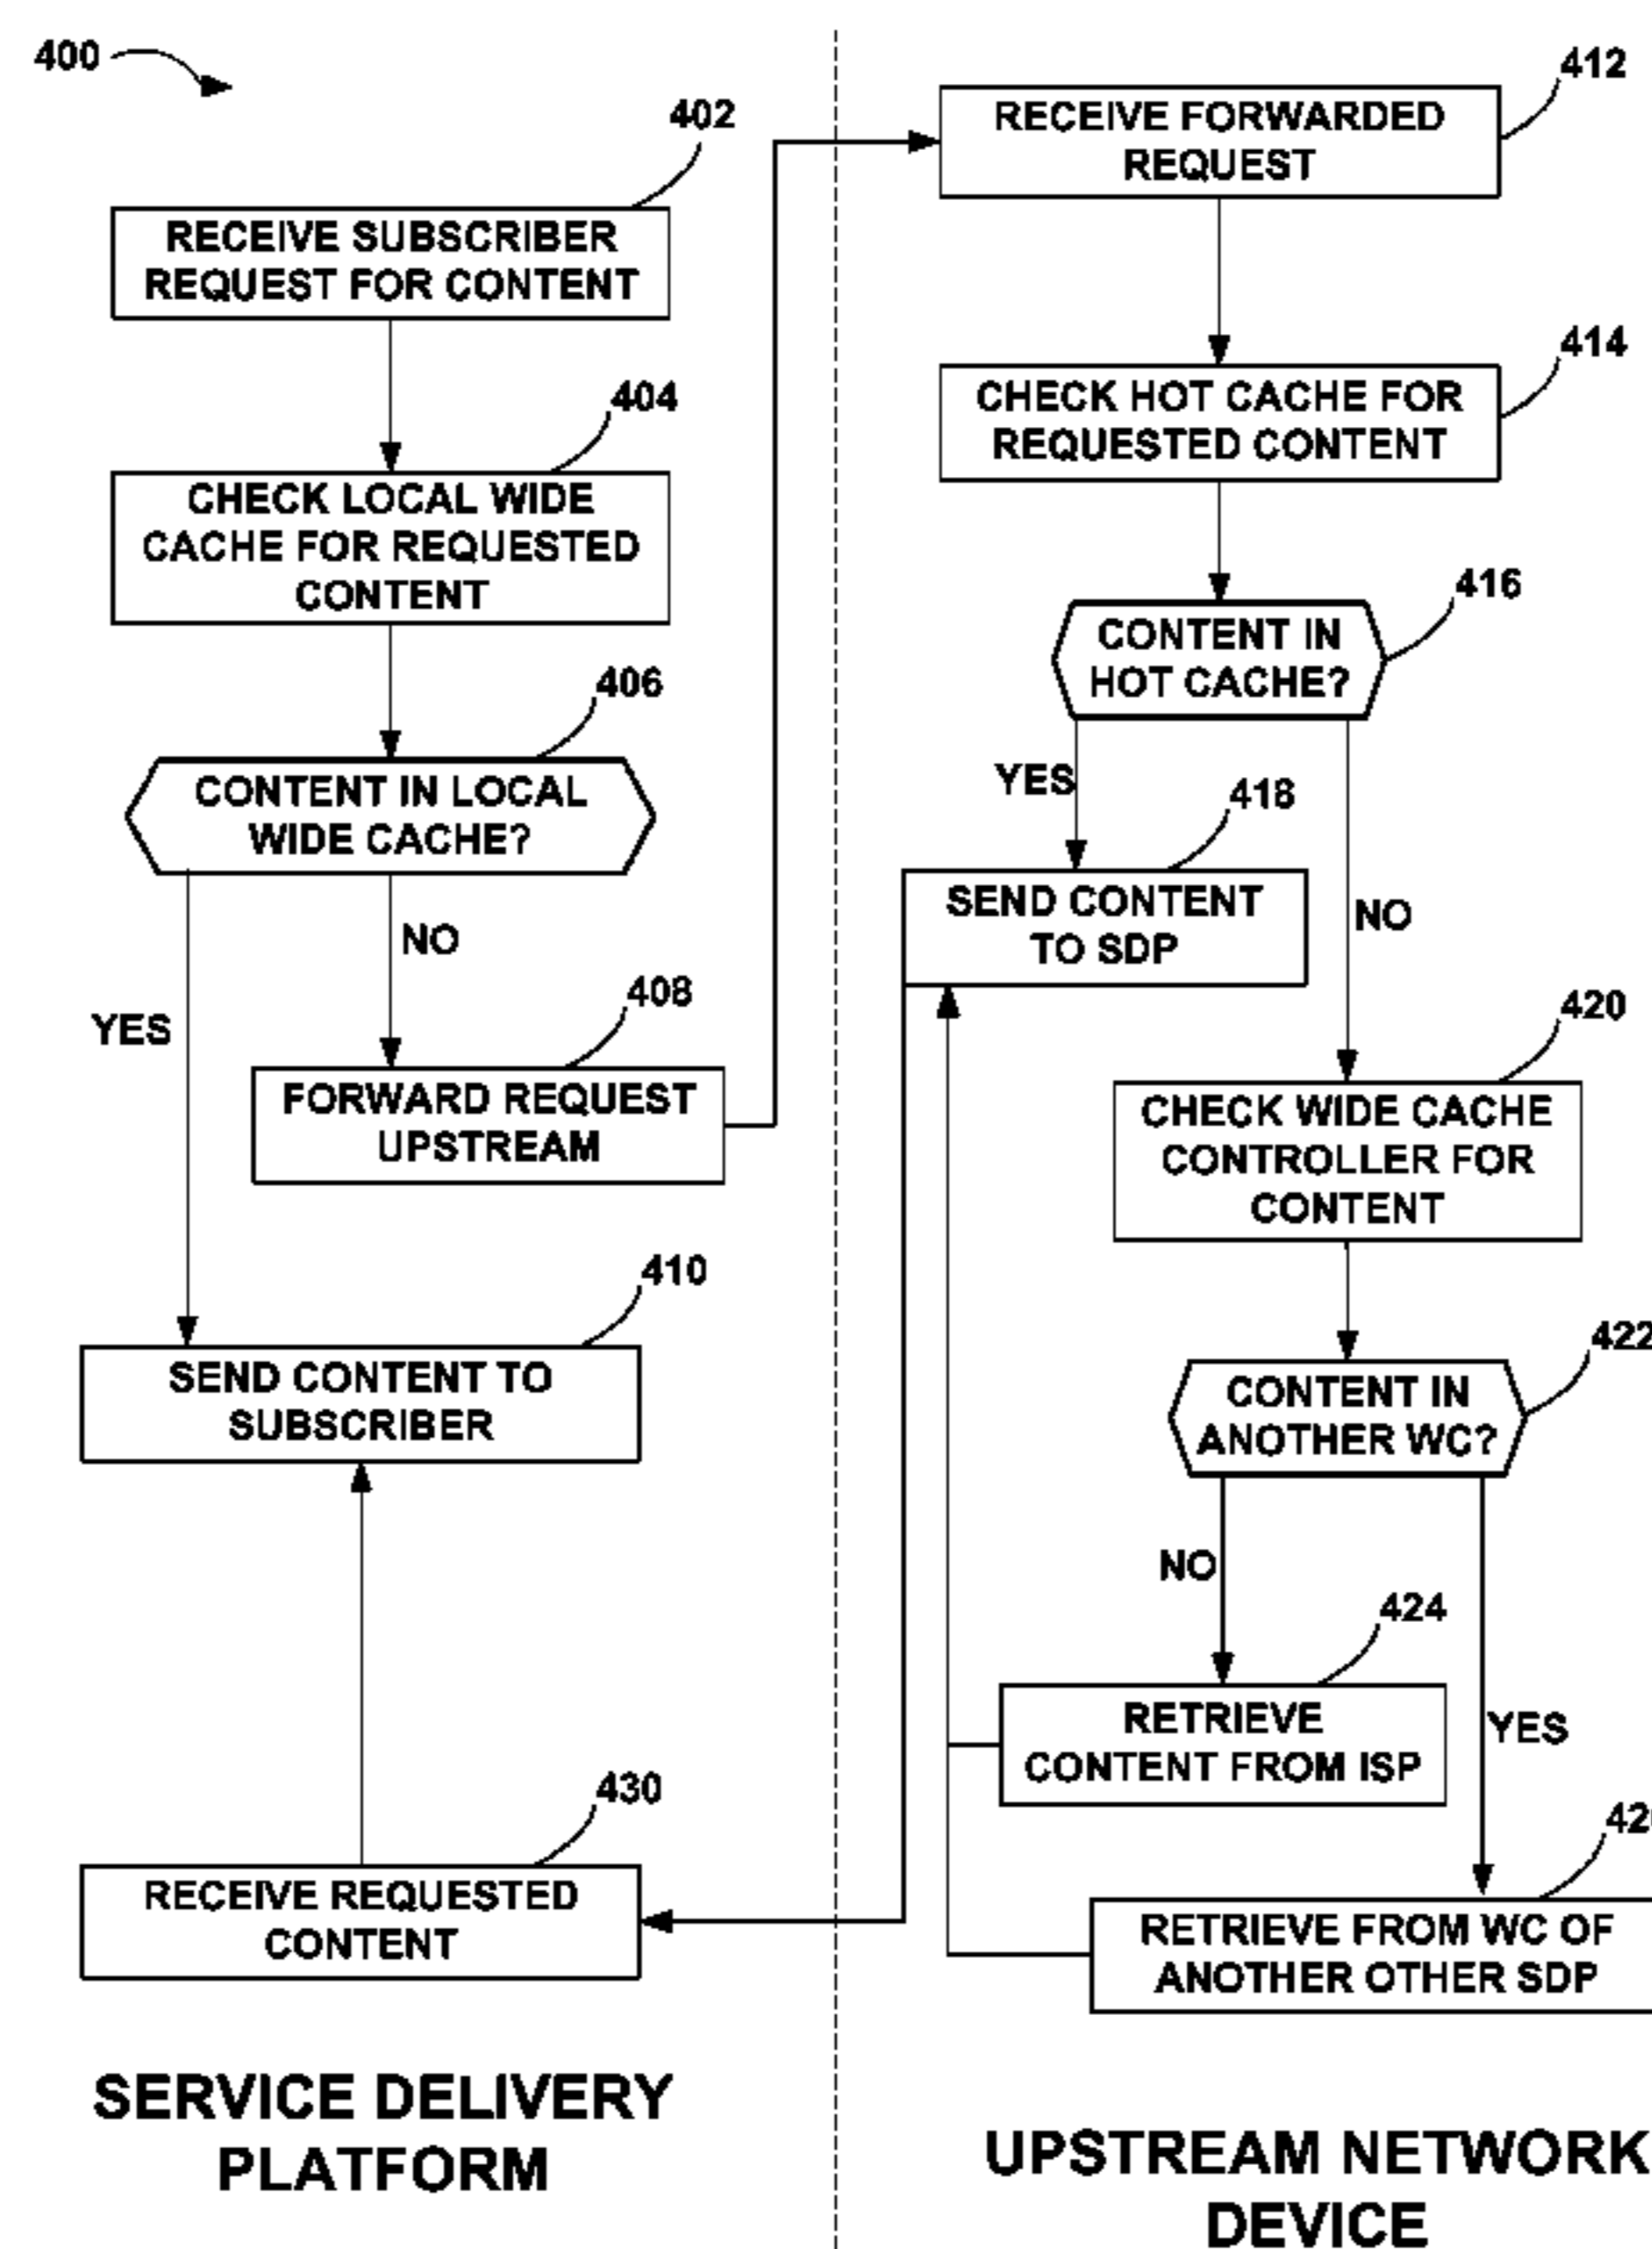 400
402
RECEIVE SUBSCRIBER
REQUEST FOR CONTENT
404
CHECK LOCAL WIDE
CACHE FOR REQUESTED
CONTENT
406
CONTENT IN LOCAL
WIDE CACHE?
NO
YES
408
FORWARD REQUEST
UPSTREAM
410
SEND CONTENT TO
SUBSCRIBER
430
RECEIVE REQUESTED
CONTENT
SERVICE DELIVERY
PLATFORM
412
RECEIVE FORWARDED
REQUEST
414
CHECK HOT CACHE FOR
REQUESTED CONTENT
416
CONTENT IN
HOT CACHE?
YES
418
SEND CONTENT
TO SDP
NO
420
CHECK WIDE CACHE
CONTROLLER FOR
CONTENT
422
CONTENT IN
ANOTHER WC?
NO
424
RETRIEVE
CONTENT FROM ISP
YES
RETRIEVE FROM WC OF
ANOTHER OTHER SDP
UPSTREAM NETWORK
DEVICE